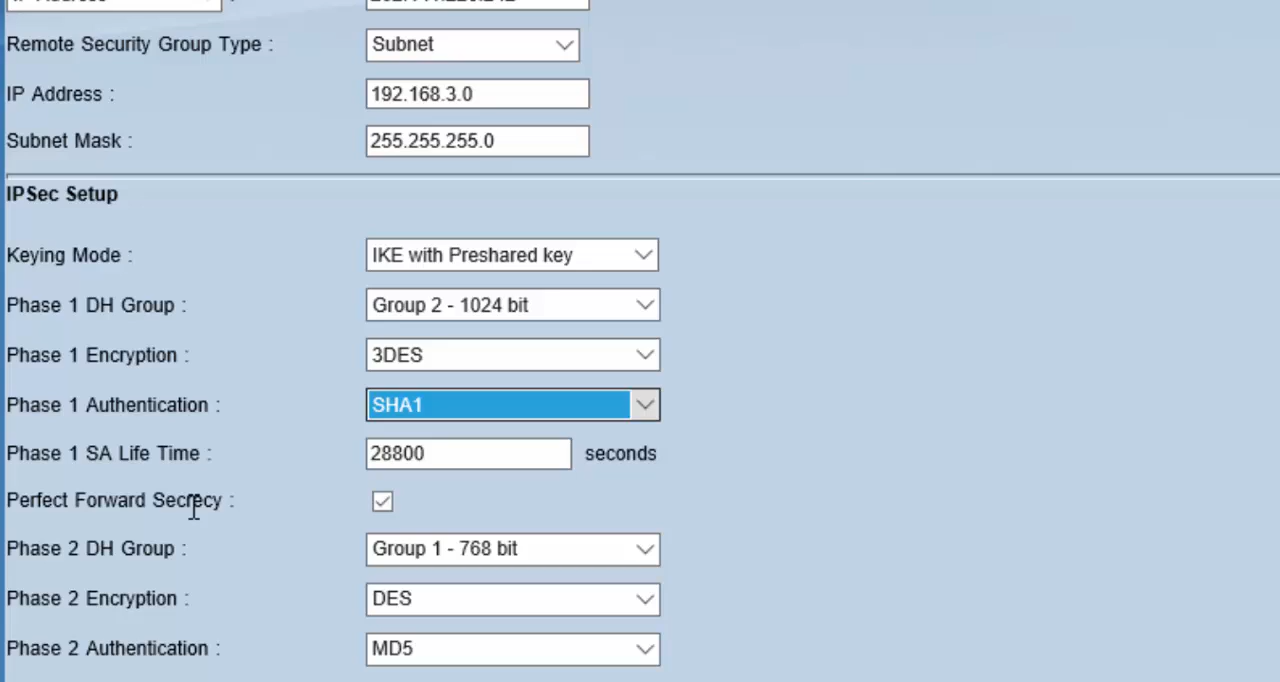 Remote Security Group Type : Subnet
IP Address : 192.168.3.0
Subnet Mask : 255.255.255.0
IPSec Setup
Keying Mode : IKE with Preshared key
Phase 1 DH Group : Group 2 - 1024 bit
Phase 1 Encryption : 3DES
Phase 1 Authentication : SHA1
Phase 1 SA Life Time : 28800 seconds
Perfect Forward Secrecy :
Phase 2 DH Group : Group 1 - 768 bit
Phase 2 Encryption : DES
Phase 2 Authentication : MD5